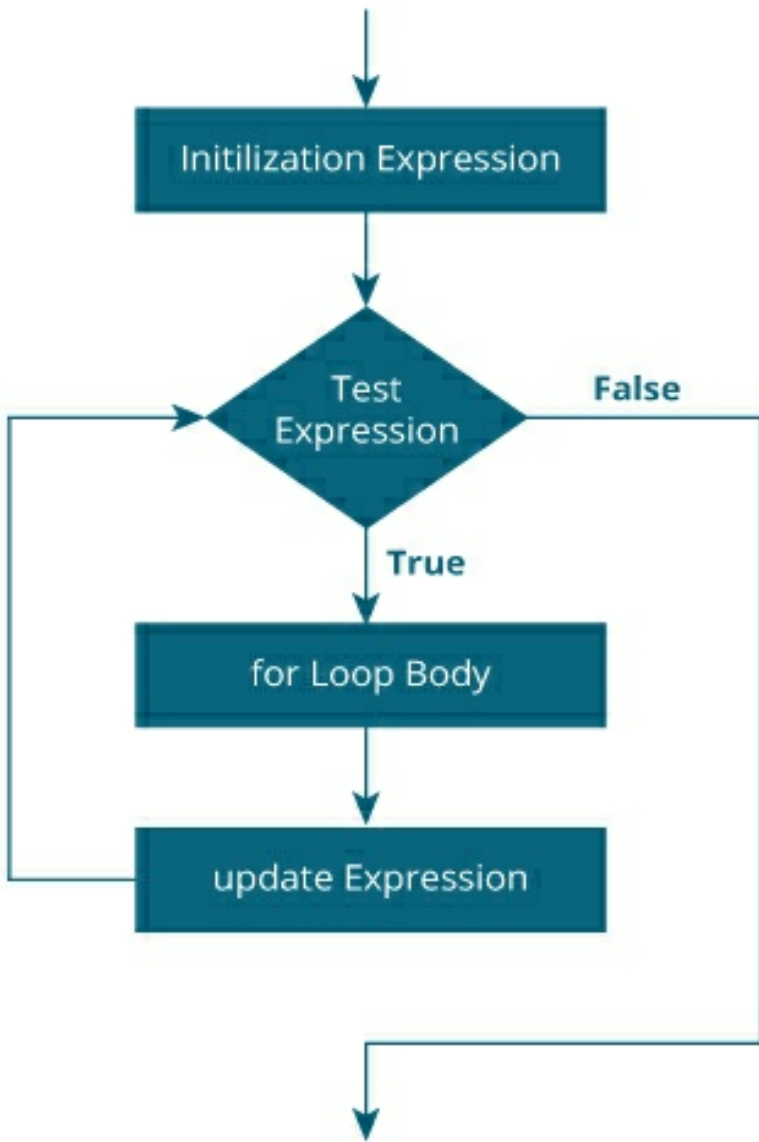 Initilization Expression
Test
Expression
False
True
for Loop Body
update Expression